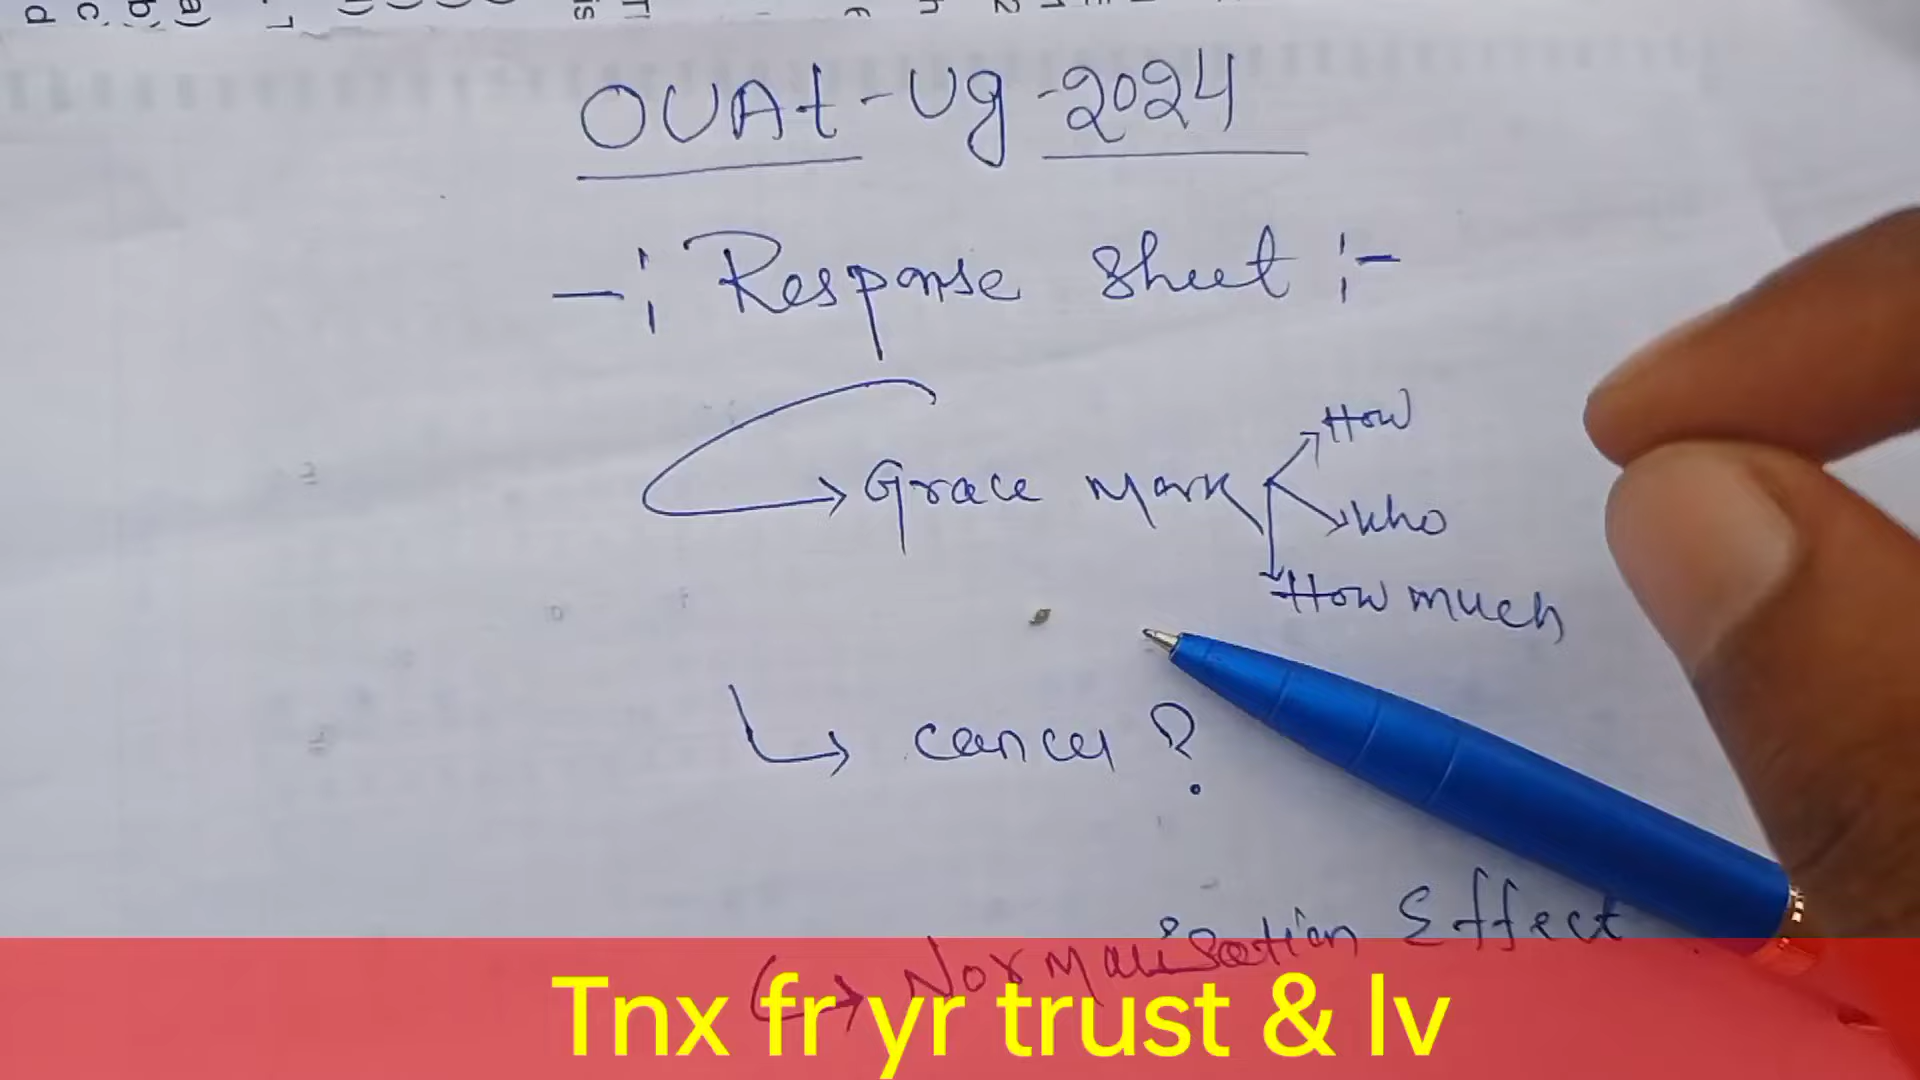 OUAt-Ug-2024
-: Response Sheet :-
Grace Mark
How
Who
How much
cancel ?
Normalisation Effect
Tnx fr yr trust & lv